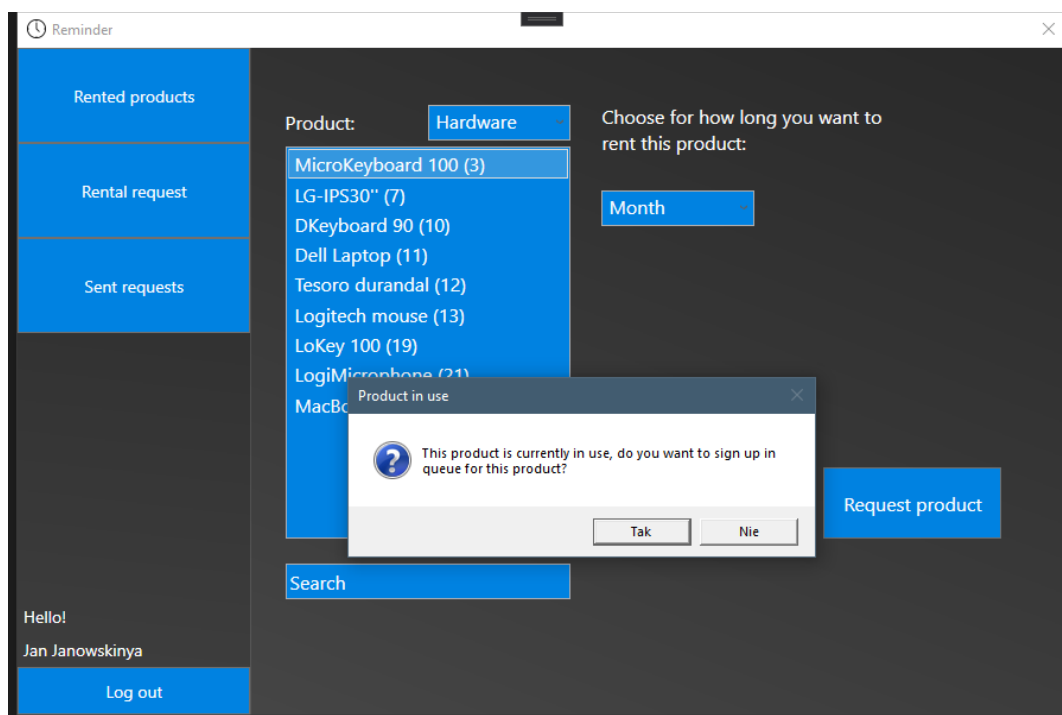 Reminder
Rented products
Rental request
Sent requests
Hello!
Jan Janowskinya
Log out
Product:
Hardware
MicroKeyboard 100 (3)
LG-IPS30'' (7)
DKeyboard 90 (10)
Dell Laptop (11)
Tesoro durandal (12)
Logitech mouse (13)
LoKey 100 (19)
LogiMicrophone (21)
Search
Choose for how long you want to
rent this product:
Month
Request product
Product in use
This product is currently in use, do you want to sign up in
queue for this product?
Tak
Nie